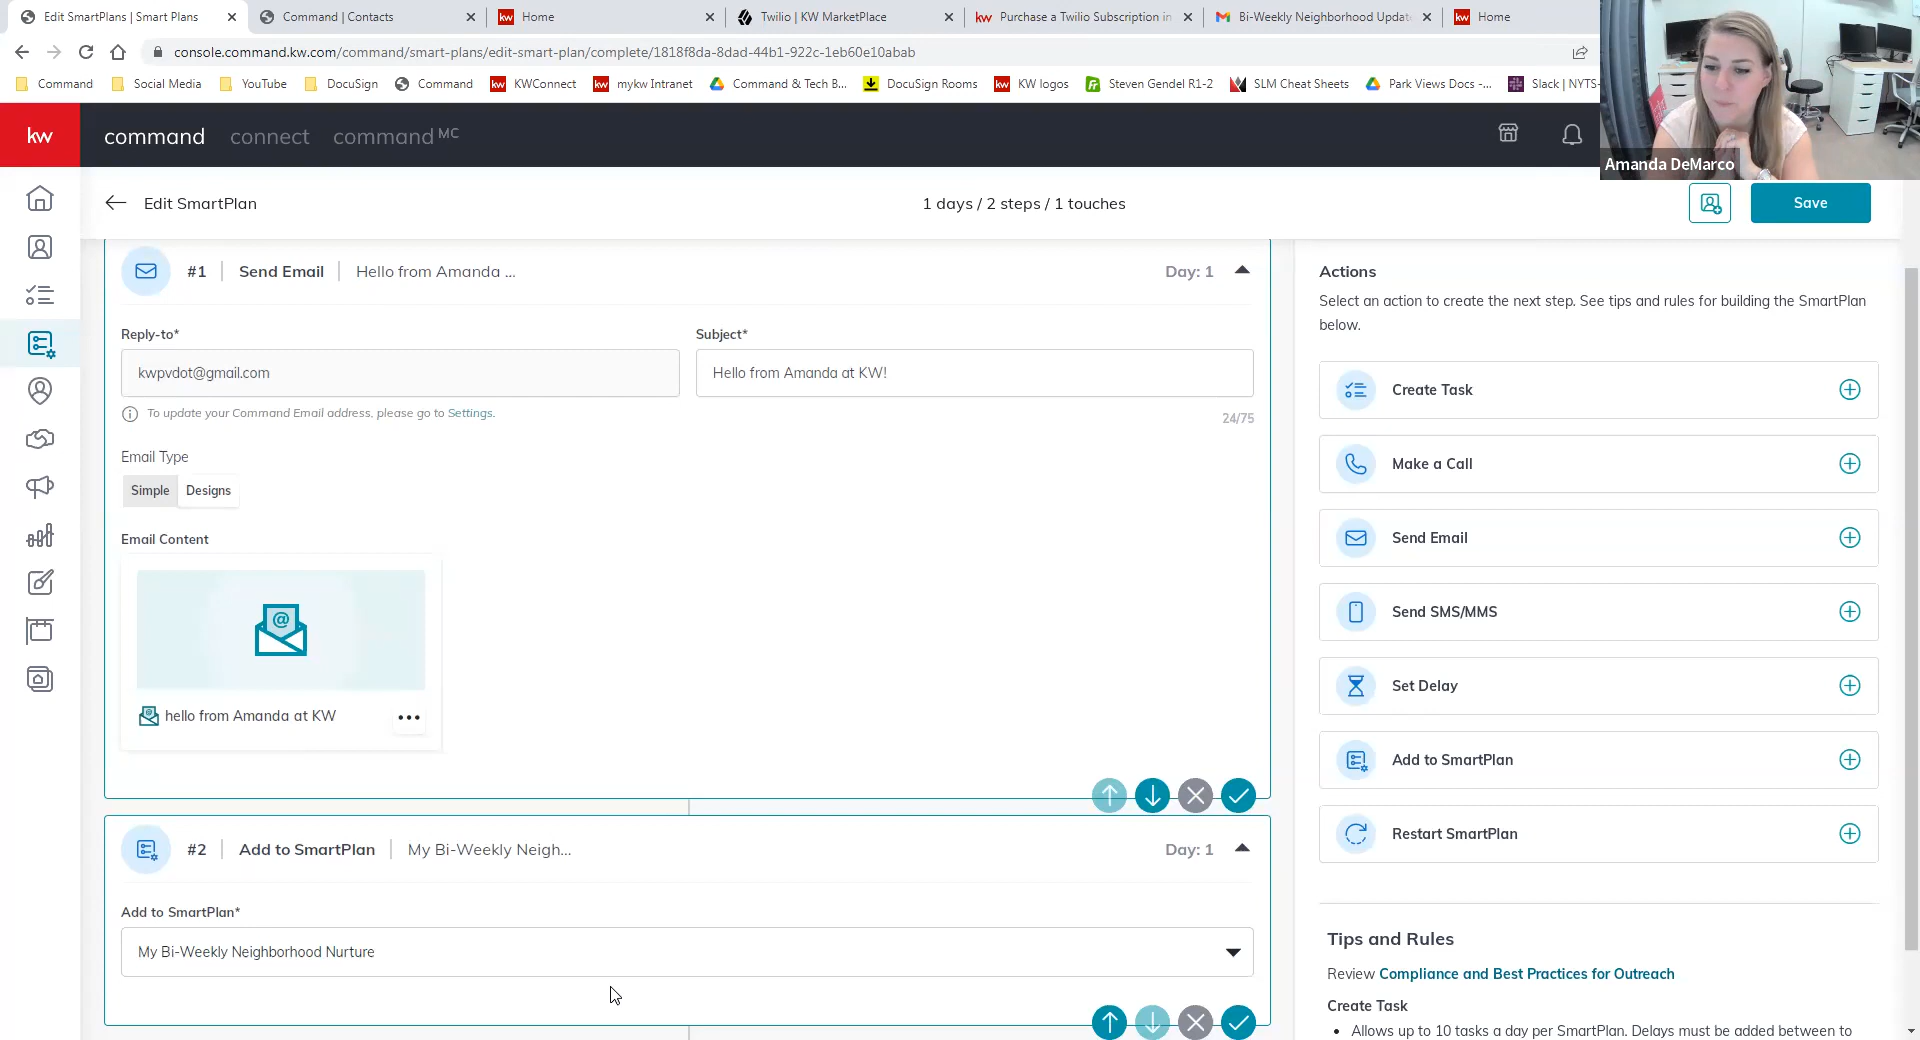 Edit SmartPlans | Smart Plans
Command | Contacts
kw Home
Twilio | KW MarketPlace
kw Purchase a Twilio Subscription in
Bi-Weekly Neighborhood Updat
kw Home
console.command.kw.com/command/smart-plans/edit-smart-plan/complete/1818f8da-8dad-44b1-922c-1eb60e10abab
Command
Social Media
YouTube
DocuSign
Command
kw KWConnect
kw mykw Intranet
Command & Tech B...
DocuSign Rooms
kw KW logos
Steven Gendel R1-2
SLM Cheat Sheets
Park Views Docs -...
Slack | NYTS-
kw
command connect command MC
Amanda DeMarco
Edit SmartPlan
1 days / 2 steps / 1 touches
Save
#1 Send Email Hello from Amanda ...
Day: 1
Reply-to*
Subject*
kwpvdot@gmail.com
Hello from Amanda at KW!
To update your Command Email address, please go to Settings.
24/75
Email Type
Simple Designs
Email Content
@
hello from Amanda at KW
#2 Add to SmartPlan My Bi-Weekly Neigh...
Day: 1
Add to SmartPlan*
My Bi-Weekly Neighborhood Nurture
Actions
Select an action to create the next step. See tips and rules for building the SmartPlan
below.
Create Task
Make a Call
Send Email
Send SMS/MMS
Set Delay
Add to SmartPlan
Restart SmartPlan
Tips and Rules
Review Compliance and Best Practices for Outreach
Create Task
• Allows up to 10 tasks a day per SmartPlan. Delays must be added between to